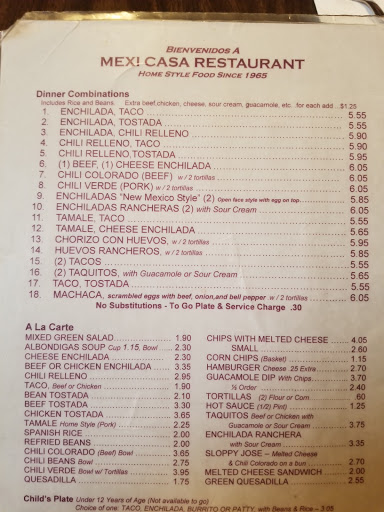 BIENVENIDOS A
MEXI CASA RESTAURANT
HOME STYLE FOOD SINCE 1965
Dinner Combinations
Includes Rice and Beans Extra beef,chicken, cheese, sour cream, guacamole, etc. .for each add. .$1.25
1. ENCHILADA, TACO 5.55
2. ENCHILADA, TOSTADA 5.55
3. ENCHILADA, CHILI RELLENO 5.90
4. CHILI RELLENO, TACO 5.90
5. CHILI RELLENO,TOSTADA 5.95
6. (1) BEEF, (1) CHEESE ENCHILADA 6.05
7. CHILI COLORADO (BEEF) w / 2 tortillas 6.05
8. CHILI VERDE (PORK) w / 2 tortillas 6.05
9. ENCHILADAS "New Mexico Style" (2) Open face style with egg on top 5.85
10. ENCHILADAS RANCHERAS (2) with Sour Cream 6.05
11. TAMALE, TACO 5.55
12. TAMALE, CHEESE ENCHILADA 5.65
13. CHORIZO CON HUEVOS, w / 2 tortillas 5.95
14. HUEVOS RANCHEROS, w / 2 tortillas 5.85
15. (2) TACOS 5.55
16. (2) TAQUITOS, with Guacamole or Sour Cream 5.65
17. TACO, TOSTADA 5.55
18. MACHACA, scrambled eggs with beef, onion,and bell pepper w / 2 tortillas 6.05
No Substitutions - To Go Plate & Service Charge .30
A La Carte
MIXED GREEN SALAD 1.90
ALBONDIGAS SOUP Cup 1.15. Bowl 2.30
CHEESE ENCHILADA 2.30
BEEF OR CHICKEN ENCHILADA 3.35
CHILI RELLENO 2.95
TACO, Beef or Chicken 1.90
BEAN TOSTADA 2.10
BEEF TOSTADA 3.30
CHICKEN TOSTADA 3.65
TAMALE Home Style (Pork) 2.25
SPANISH RICE 2.00
REFRIED BEANS 2.00
CHILI COLORADO (Beef) Bowl 3.65
CHILI BEANS Bowl 2.75
CHILI VERDE Bowl w/ Tortillas 3.95
QUESADILLA 1.75
CHIPS WITH MELTED CHEESE 4.05
SMALL 2.60
CORN CHIPS (Basket) 1.15
HAMBURGER Cheese .25 Extra 2.70
GUACAMOLE DIP With Chips 3.70
½ Order 2.40
TORTILLAS (2) Flour or Corn .60
HOT SAUCE (1/2) Pint 1.25
TAQUITOS Beef or Chicken with
Guacamole or Sour Cream 3.75
ENCHILADA RANCHERA
with Sour Cream 3.35
SLOPPY JOSE – Melted Cheese
& Chili Colorado on a bun 2.70
MELTED CHEESE SANDWICH 2.00
GREEN QUESADILLA 2.55
Child's Plate Under 12 Years of Age (Not available to go)
Choice of one: TACO, ENCHILADA, BURRITO OR PATTY, with Beans & Rice - 3.05